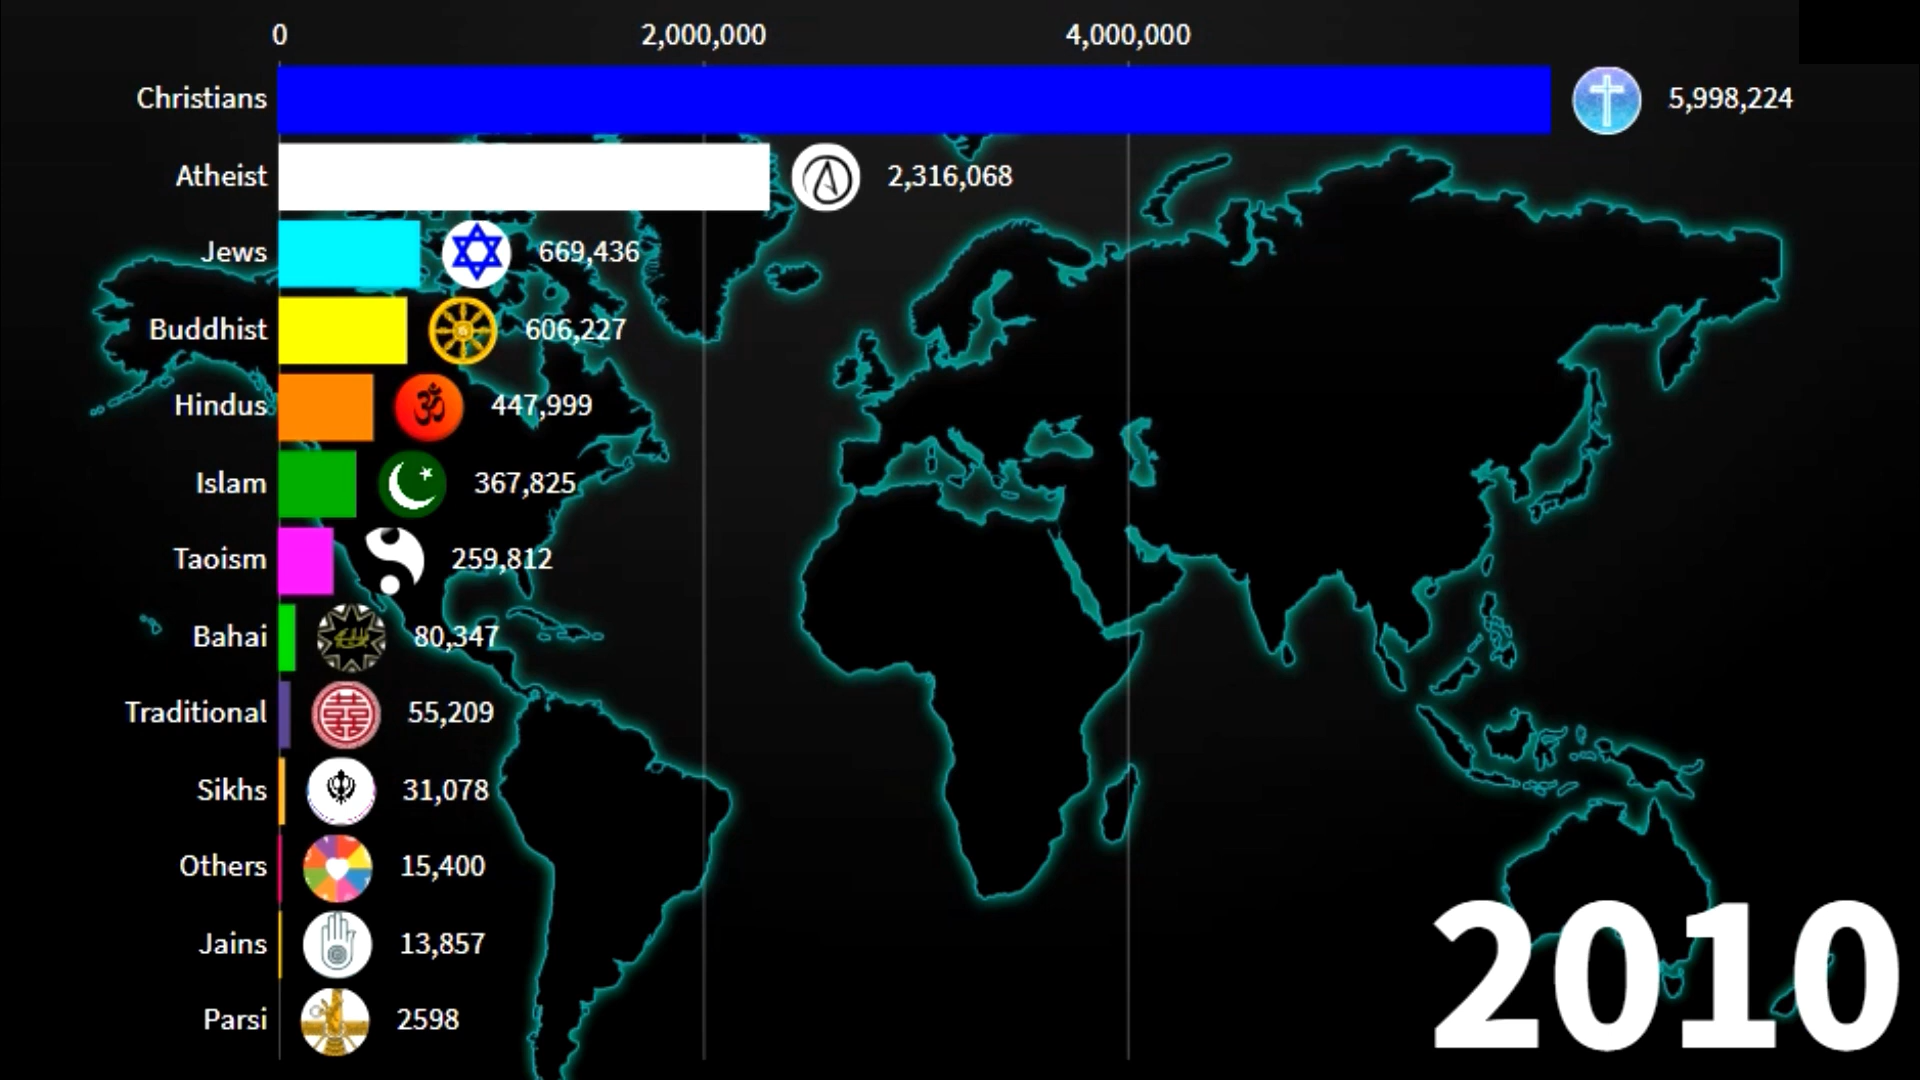 0 2,000,000 4,000,000
Christians 5,998,224
Atheist 2,316,068
Jews 669,436
Buddhist 606,227
Hindus 447,999
Islam 367,825
Taoism 259,812
Bahai 80,347
Traditional 55,209
Sikhs 31,078
Others 15,400
Jains 13,857
Parsi 2598
2010